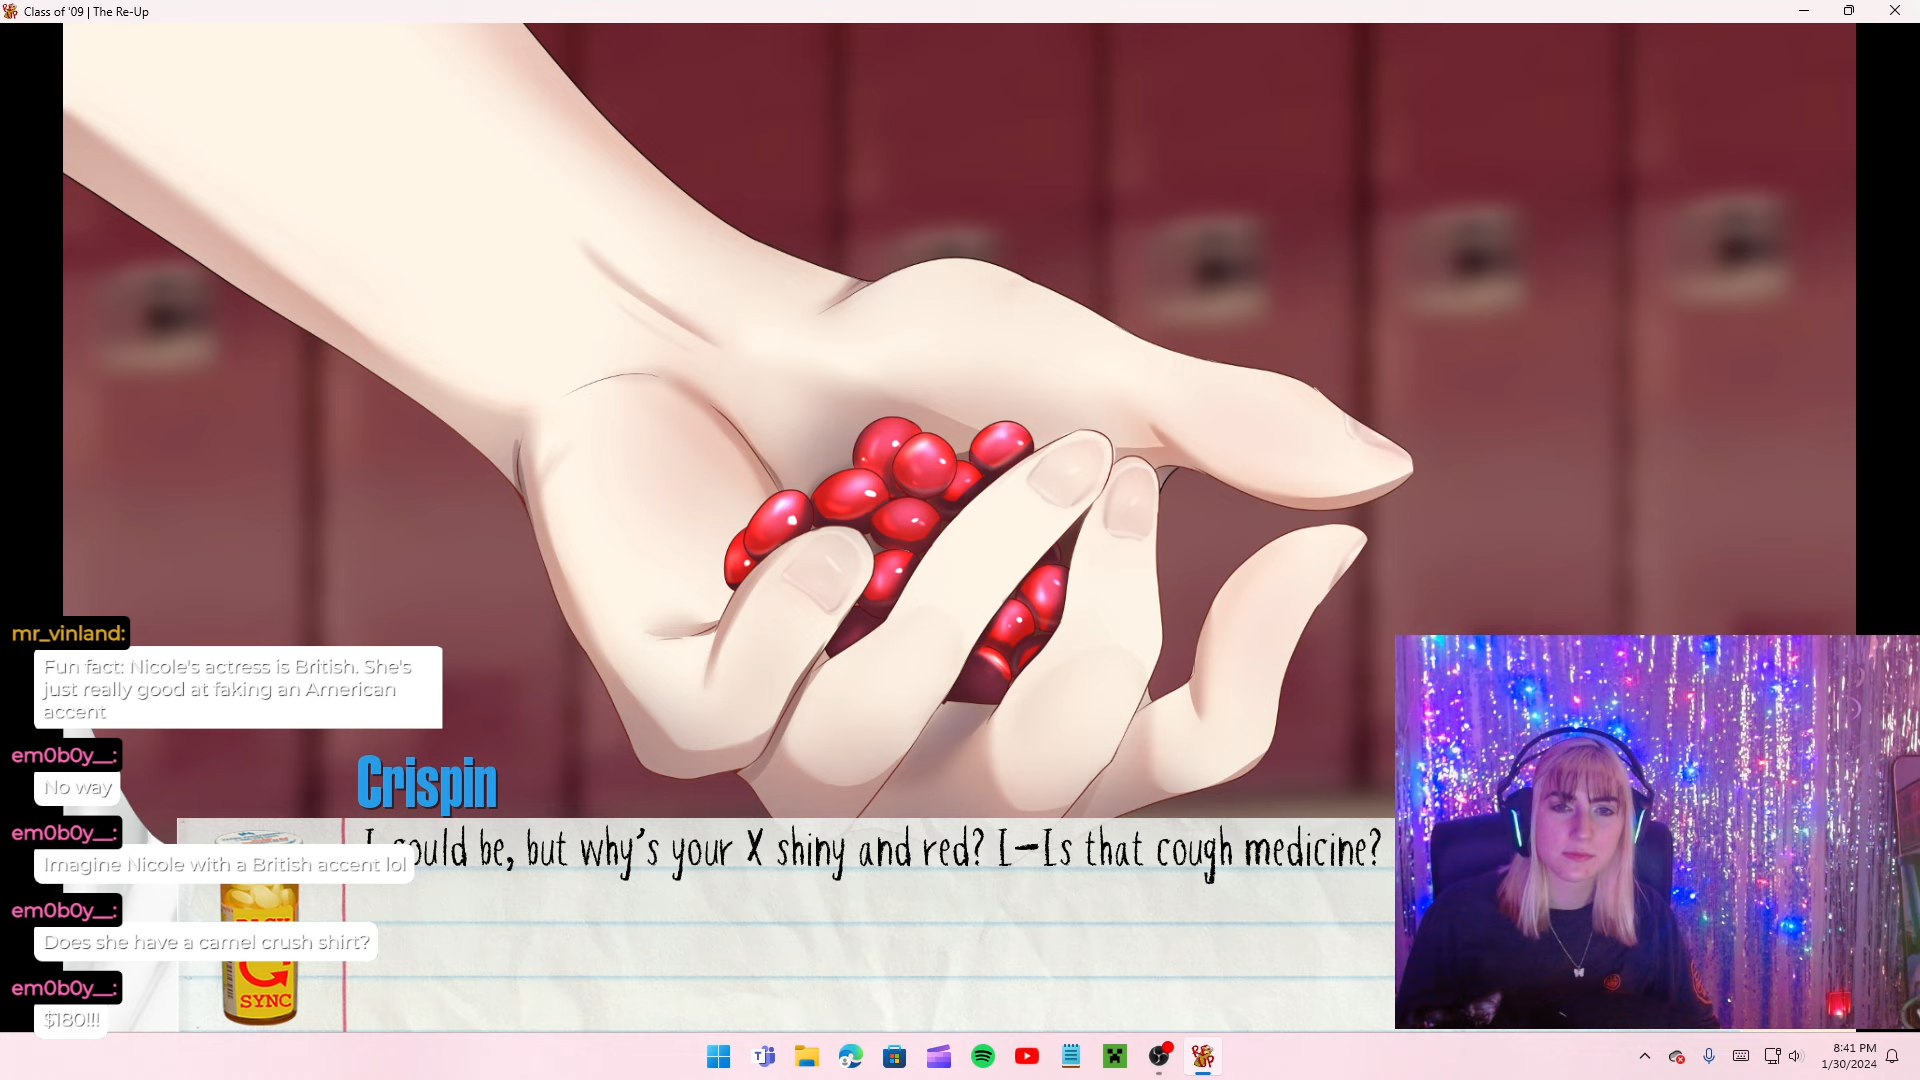 Class of '09 | The Re-Up
mr_vinland:
Fun fact: Nicole's actress is British. She's
just really good at faking an American
accent
em0b0y__:
No way
em0b0y__:
Imagine Nicole with a British accent lol
em0b0y__:
Does she have a camel crush shirt?
em0b0y__:
$180!!!
Crispin
I could be, but why's your X shiny and red? I-Is that cough medicine?
BACK
SYNC
8:41 PM
1/30/2024